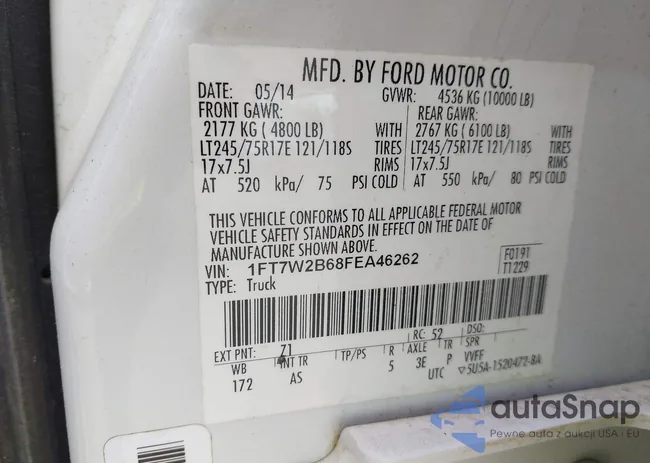 MFD. BY FORD MOTOR CO.
DATE: 05/14 GVWR: 4536 KG (10000 LB)
FRONT GAWR: REAR GAWR:
2177 KG ( 4800 LB) WITH 2767 KG ( 6100 LB) WITH
LT245/75R17E 121/118S TIRES LT245/75R17E 121/118S TIRES
17x7.5J RIMS 17x7.5J RIMS
AT 520 kPa/ 75 PSI COLD AT 550 kPa/ 80 PSI COLD
THIS VEHICLE CONFORMS TO ALL APPLICABLE FEDERAL MOTOR
VEHICLE SAFETY STANDARDS IN EFFECT ON THE DATE OF
MANUFACTURE SHOWN ABOVE.
VIN: 1FT7W2B68FEA46262 F0191
TYPE: Truck T1229
RC: 52 DSO:
EXT PNT: Z1
WB INT TR TP/PS R AXLE TR SPR
172 AS 5 3E P VVFF
UTC 5U5A-1520472-BA
autoSnap
Pewne auta z aukcji USA i EU